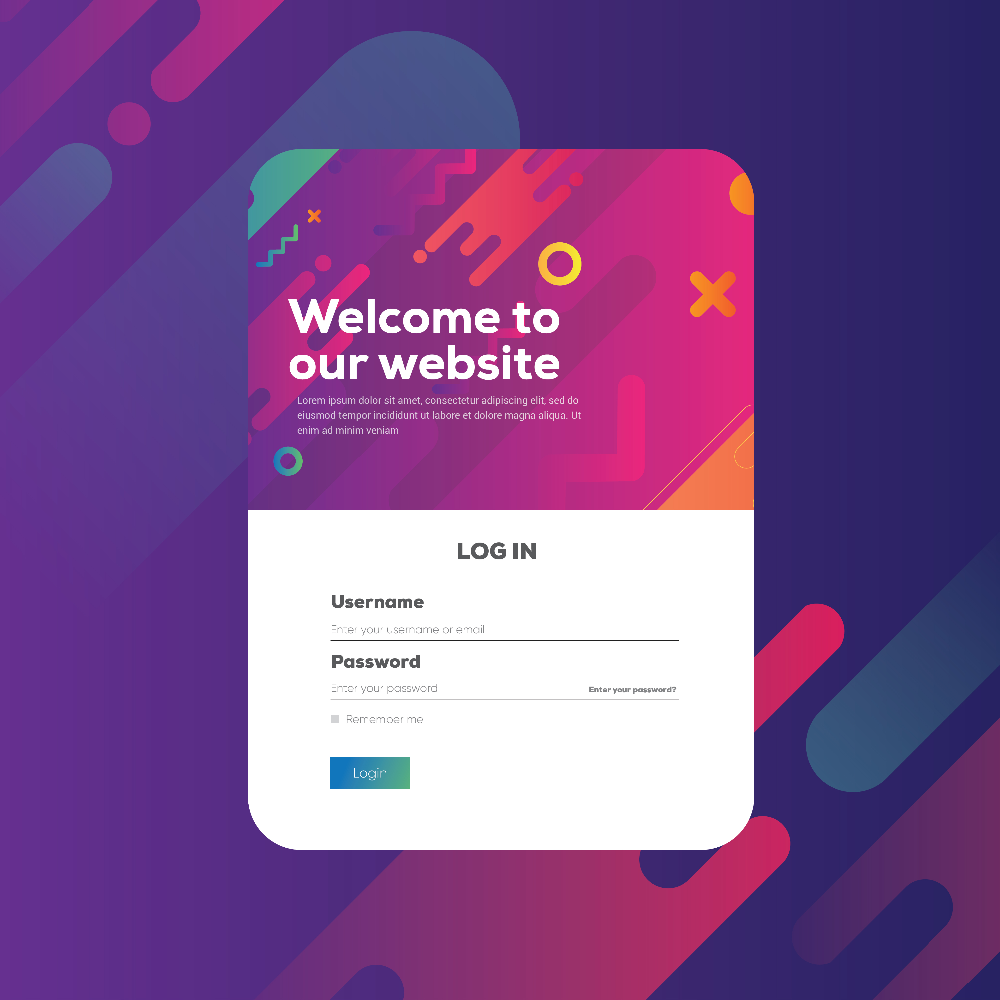 Welcome to
our website
Lorem ipsum dolor sit amet, consectetur adipiscing elit, sed do
eiusmod tempor incididunt ut labore et dolore magna aliqua. Ut
enim ad minim veniam
LOG IN
Username
Enter your username or email
Password
Enter your password
Enter your password?
Remember me
Login